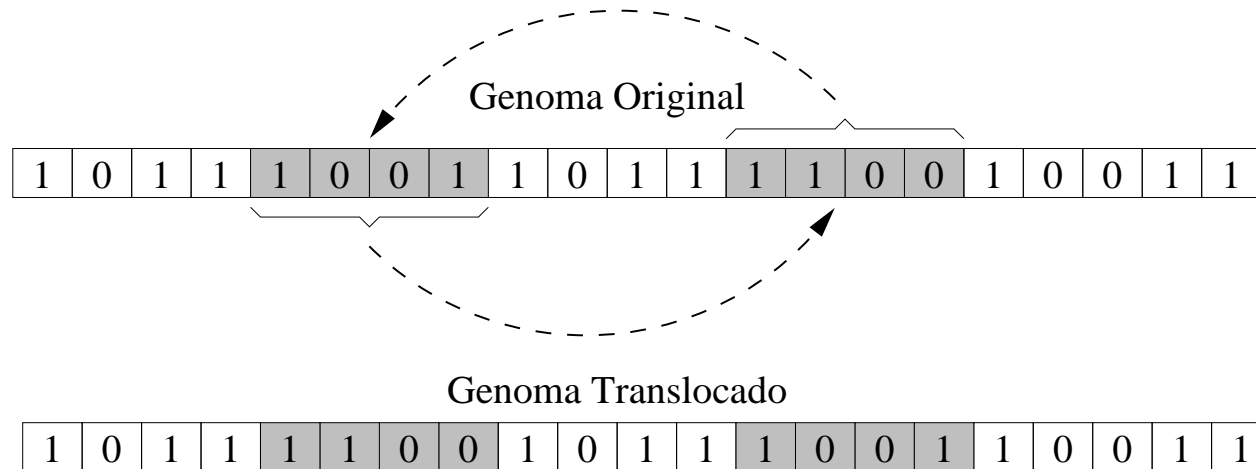 Genoma Original
1 0 1 1 1 0 0 1 1 0 1 1 1 1 0 0 1 0 0 1 1
Genoma Translocado
1 0 1 1 1 1 0 0 1 0 1 1 1 0 0 1 1 0 0 1 1